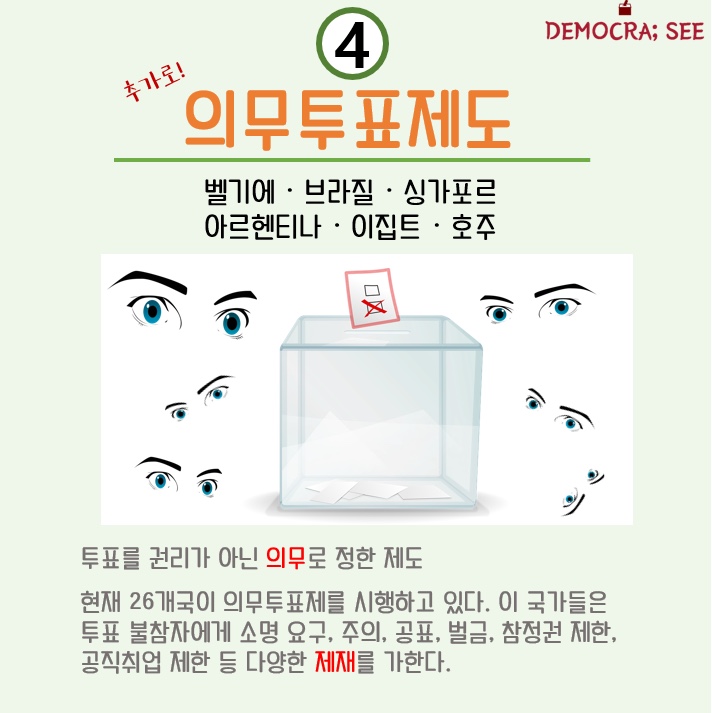 DEMOCRA; SEE
4
추가로!
의무투표제도
벨기에 · 브라질 · 싱가포르
아르헨티나 · 이집트 · 호주
투표를 권리가 아닌 의무로 정한 제도
현재 26개국이 의무투표제를 시행하고 있다. 이 국가들은
투표 불참자에게 소명 요구, 주의, 공표, 벌금, 참정권 제한,
공직취업 제한 등 다양한 제재를 가한다.